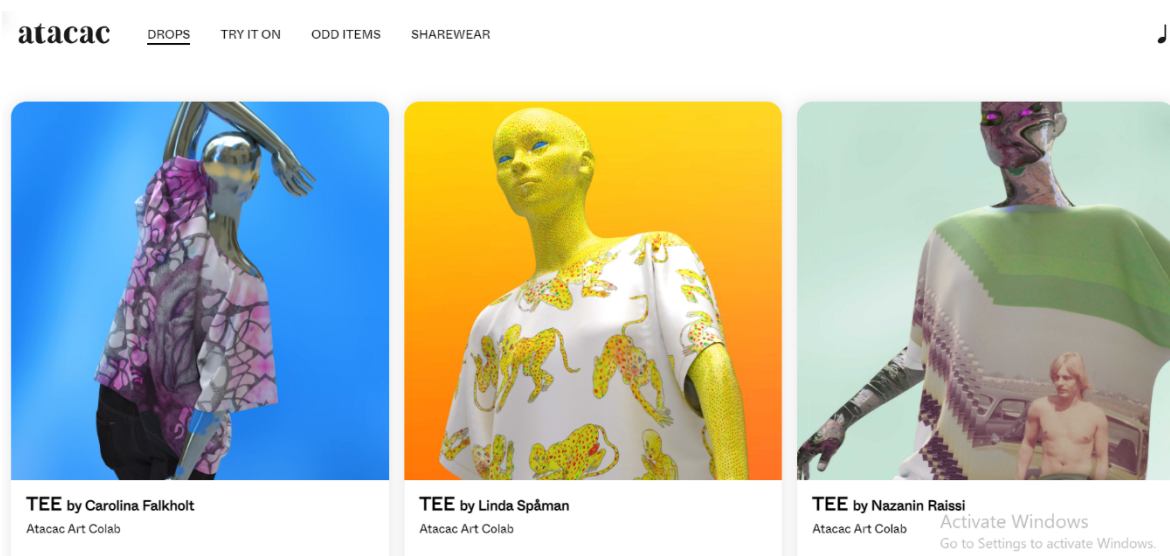 atacac
DROPS TRY IT ON ODD ITEMS SHAREWEAR
TEE by Carolina Falkholt
Atacac Art Colab
TEE by Linda Spåman
Atacac Art Colab
TEE by Nazanin Raissi
Atacac Art Colab
Activate Windows
Go to Settings to activate Windows.